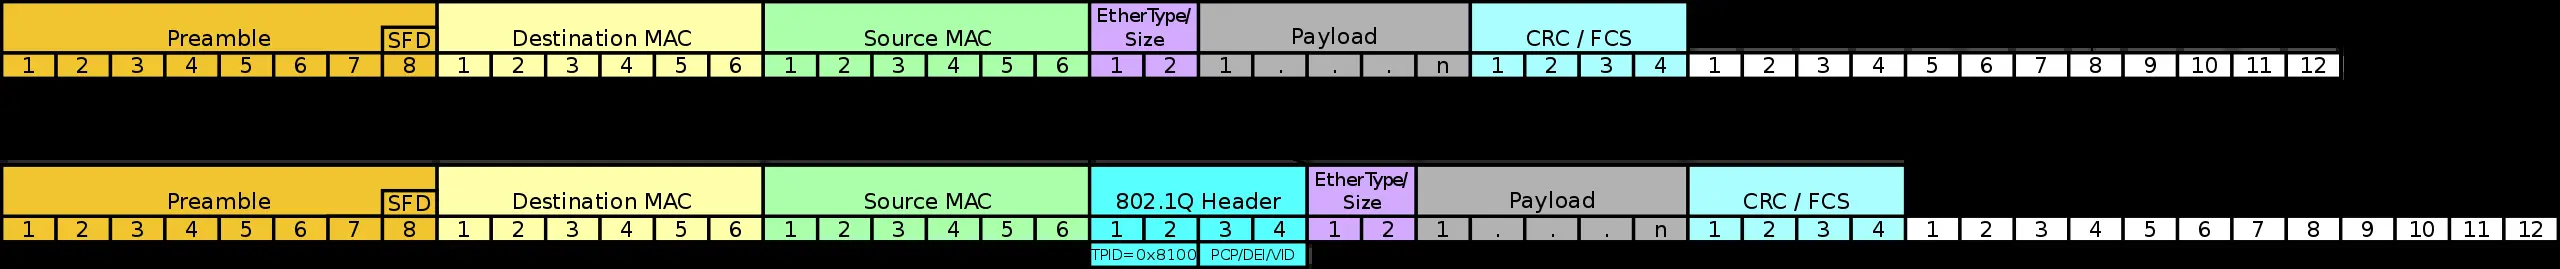 EtherType/
Preamble SFD Destination MAC Source MAC Size Payload CRC / FCS
1 2 3 4 5 6 7 8 1 2 3 4 5 6 1 2 3 4 5 6 1 2 1 . . . n 1 2 3 4 1 2 3 4 5 6 7 8 9 10 11 12
EtherType/
Preamble SFD Destination MAC Source MAC 802.1Q Header Size Payload CRC / FCS
1 2 3 4 5 6 7 8 1 2 3 4 5 6 1 2 3 4 5 6 1 2 3 4 1 2 1 . . . n 1 2 3 4 1 2 3 4 5 6 7 8 9 10 11 12
TPID=0x8100 PCP/DEI/VID